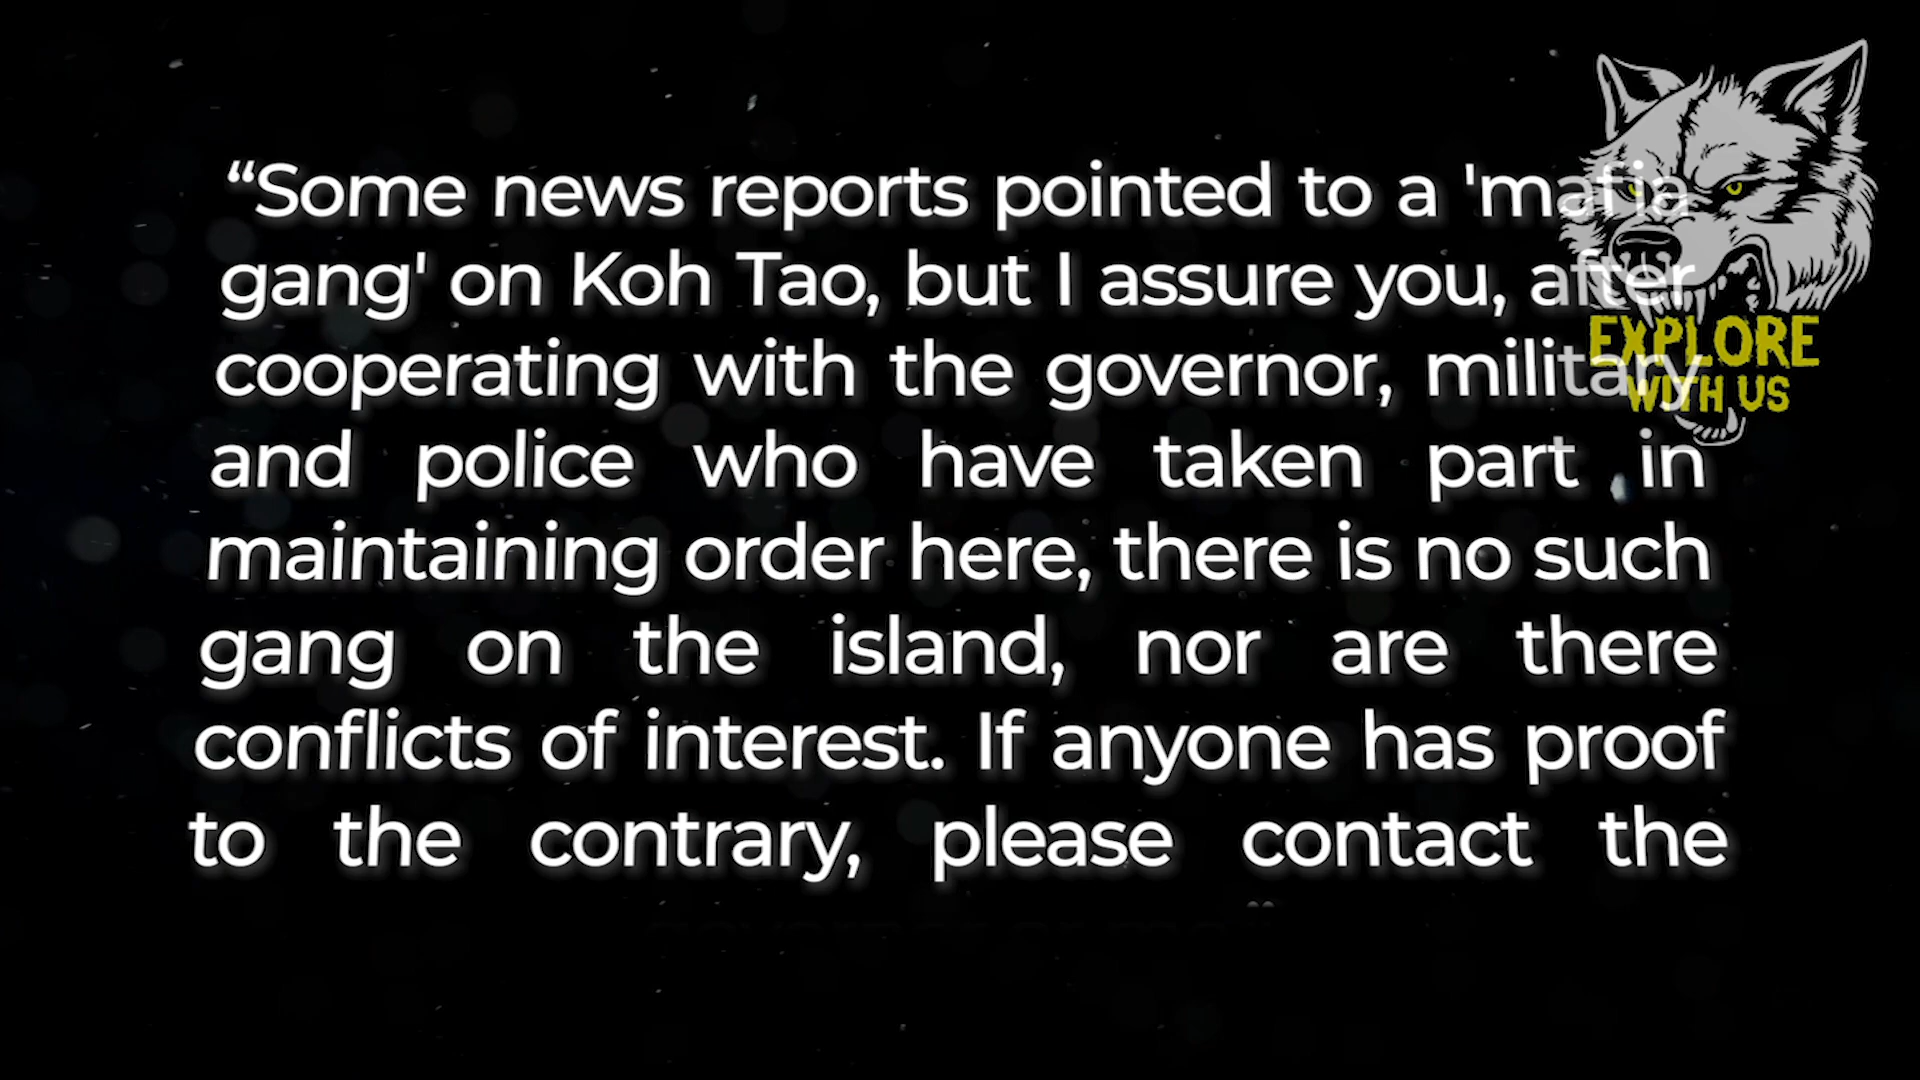 “Some news reports pointed to a 'mafia
gang' on Koh Tao, but I assure you, after
cooperating with the governor, military
and police who have taken part in
maintaining order here, there is no such
gang on the island, nor are there
conflicts of interest. If anyone has proof
to the contrary, please contact the
EXPLORE
WITH US